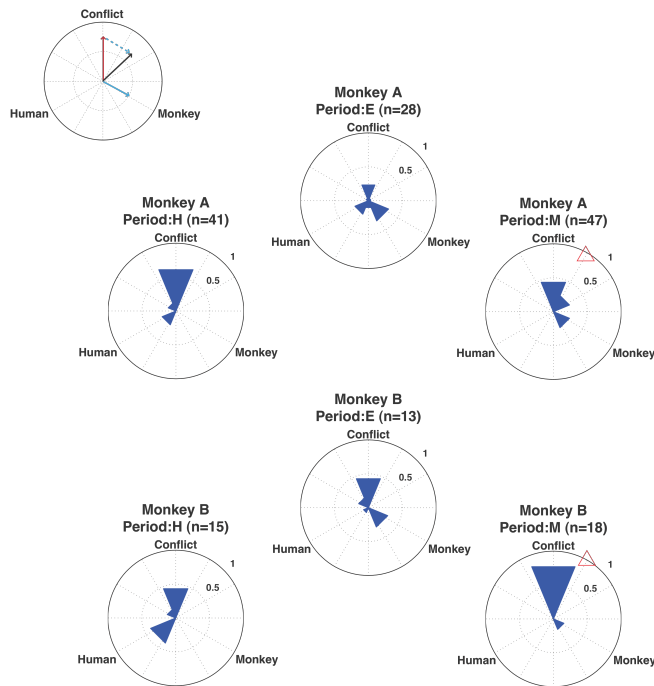 Conflict
Human
Monkey
Monkey A
Period:E (n=28)
Conflict
1
0.5
Human
Monkey
Monkey A
Period:H (n=41)
Conflict
1
0.5
Human
Monkey
Monkey A
Period:M (n=47)
Conflict
1
0.5
Human
Monkey
Monkey B
Period:E (n=13)
Conflict
1
0.5
Human
Monkey
Monkey B
Period:H (n=15)
Conflict
1
0.5
Human
Monkey
Monkey B
Period:M (n=18)
Conflict
1
0.5
Human
Monkey